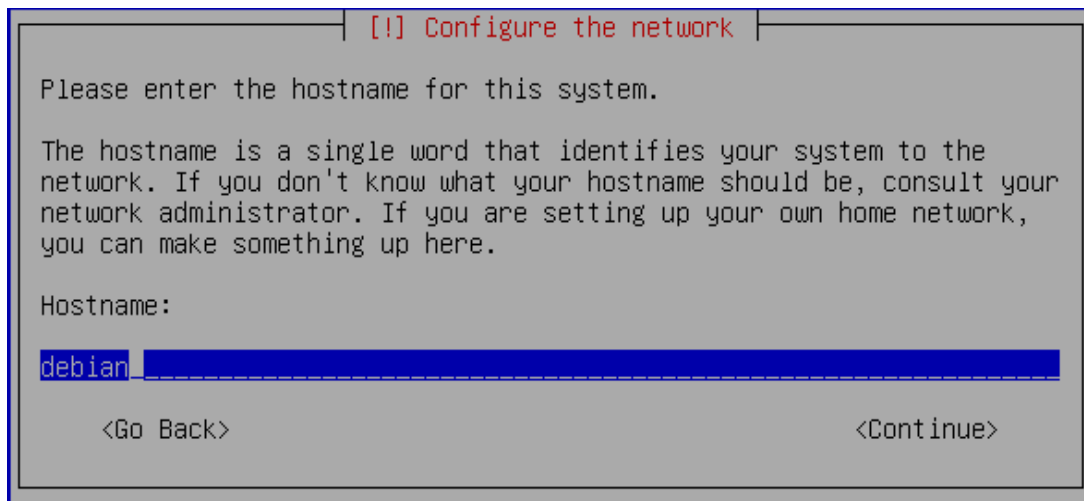 [!] Configure the network
Please enter the hostname for this system.
The hostname is a single word that identifies your system to the
network. If you don't know what your hostname should be, consult your
network administrator. If you are setting up your own home network,
you can make something up here.
Hostname:
debian
<Go Back> <Continue>